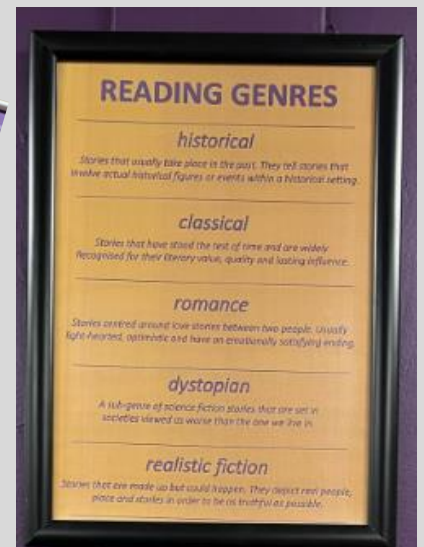 READING GENRES
historical
Stories that usually take place in the past. They tell stories that
involve actual historical figures or events within a historical setting.
classical
Stories that have stood the test of time and are widely
Recognised for their literary value, quality and lasting influence.
romance
Stories centred around love stories between two people. Usually
light-hearted, optimistic and have an emotionally satisfying ending.
dystopian
A sub-genre of science fiction stories that are set in
societies viewed as worse than the one we live in.
realistic fiction
Stories that are made up but could happen. They depict real people,
place and stories in order to be as truthful as possible.